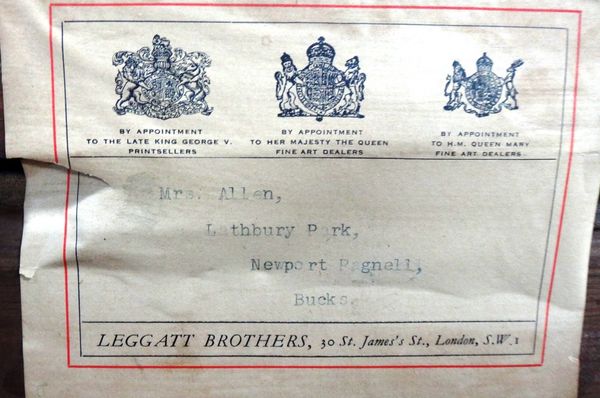 BY APPOINTMENT
TO THE LATE KING GEORGE V.
PRINTSELLERS
BY APPOINTMENT
TO HER MAJESTY THE QUEEN
FINE ART DEALERS
BY APPOINTMENT
TO H.M. QUEEN MARY
FINE ART DEALERS
Mrs. Allen,
Lathbury Park,
Newport Pagnell,
Bucks.
LEGGATT BROTHERS, 30 St. James's St., London, S.W.1